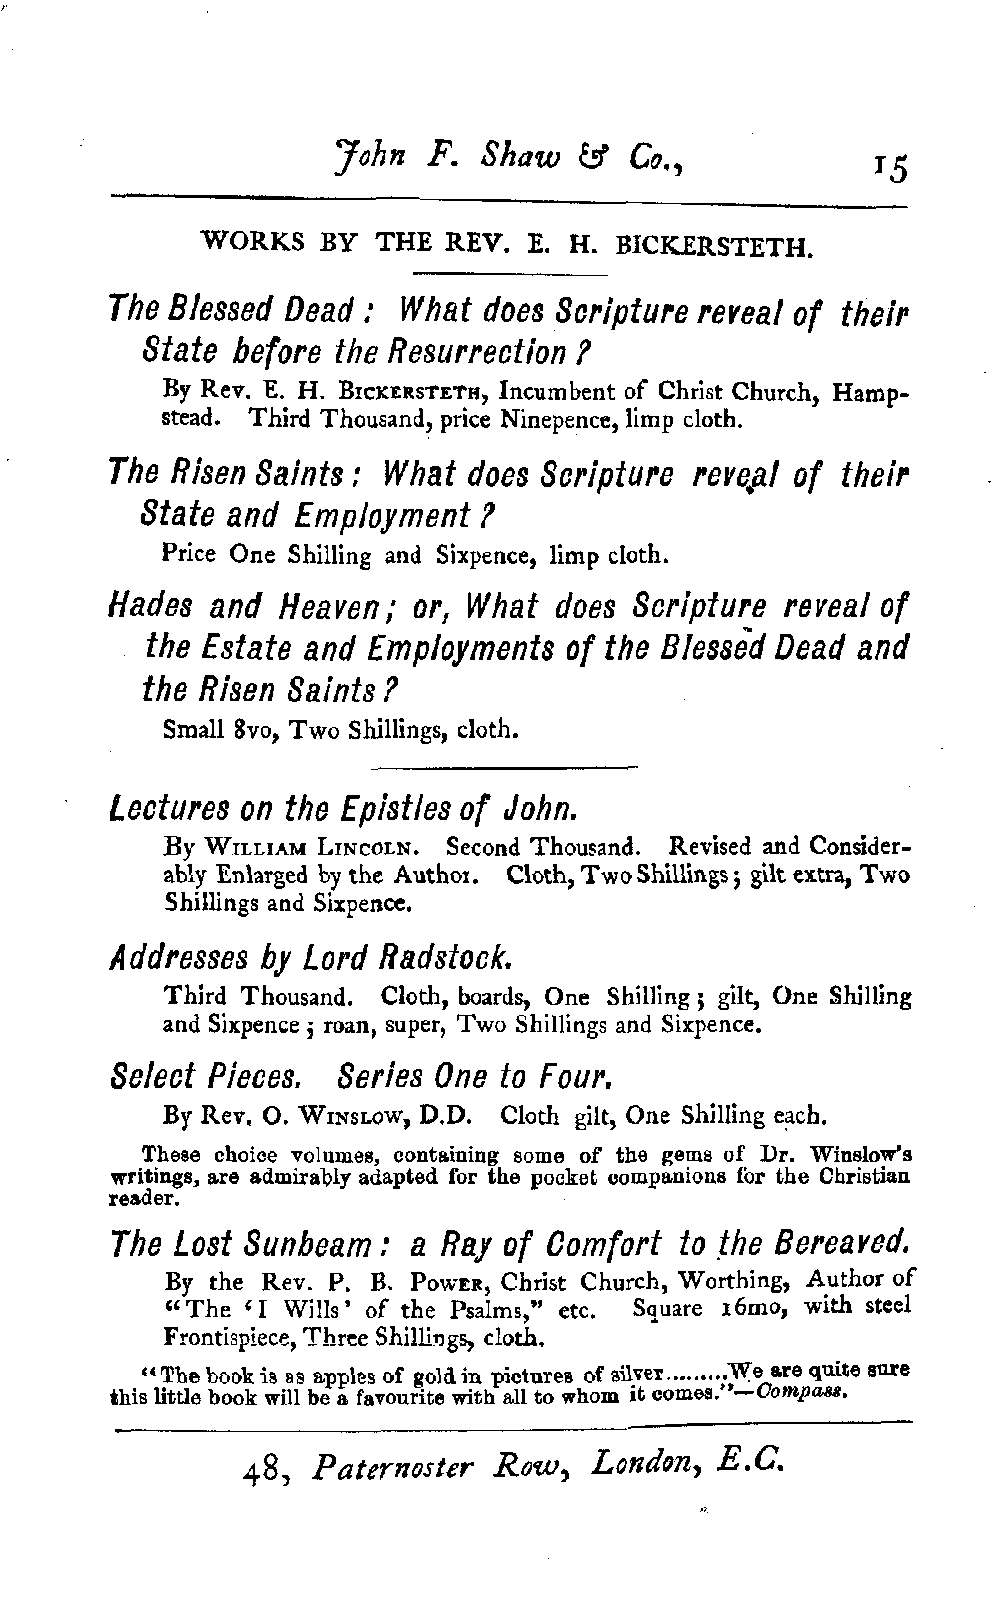 John F. Shaw & Co., 15
WORKS BY THE REV. E. H. BICKERSTETH.
The Blessed Dead : What does Scripture reveal of their
State before the Resurrection ?
By Rev. E. H. BICKERSTETH, Incumbent of Christ Church, Hamp-
stead. Third Thousand, price Ninepence, limp cloth.
The Risen Saints : What does Scripture reveal of their
State and Employment ?
Price One Shilling and Sixpence, limp cloth.
Hades and Heaven ; or, What does Scripture reveal of
the Estate and Employments of the Blessed Dead and
the Risen Saints ?
Small 8vo, Two Shillings, cloth.
Lectures on the Epistles of John.
By WILLIAM LINCOLN. Second Thousand. Revised and Consider-
ably Enlarged by the Author. Cloth, Two Shillings ; gilt extra, Two
Shillings and Sixpence.
Addresses by Lord Radstock.
Third Thousand. Cloth, boards, One Shilling ; gilt, One Shilling
and Sixpence ; roan, super, Two Shillings and Sixpence.
Select Pieces. Series One to Four.
By Rev. O. WINSLOW, D.D. Cloth gilt, One Shilling each.
These choice volumes, containing some of the gems of Dr. Winslow's
writings, are admirably adapted for the pocket companions for the Christian
reader.
The Lost Sunbeam : a Ray of Comfort to the Bereaved.
By the Rev. P. B. POWER, Christ Church, Worthing, Author of
"The 'I Wills' of the Psalms," etc. Square 16mo, with steel
Frontispiece, Three Shillings, cloth.
"The book is as apples of gold in pictures of silver.........We are quite sure
this little book will be a favourite with all to whom it comes."—Compass.
48, Paternoster Row, London, E.C.